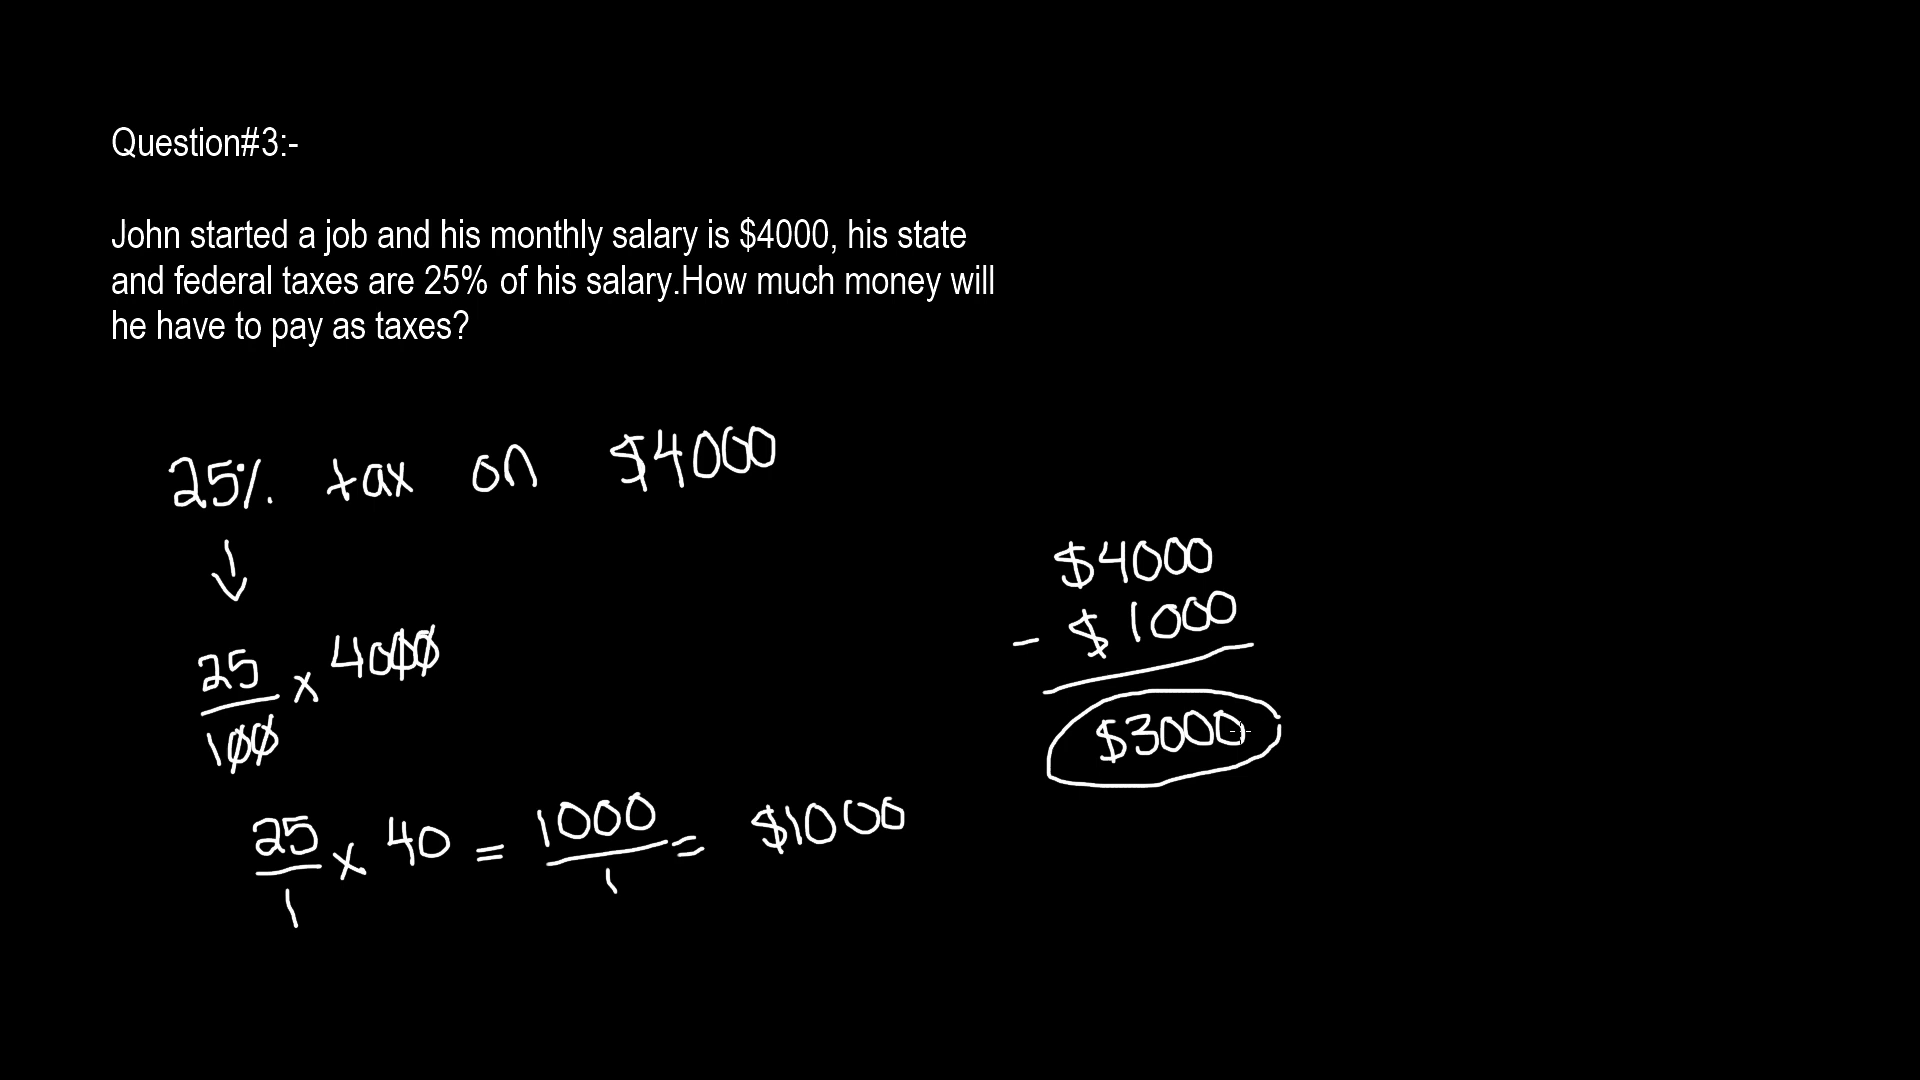 Question#3:-
John started a job and his monthly salary is $4000, his state
and federal taxes are 25% of his salary.How much money will
he have to pay as taxes?
25% tax on $4000
↓
25/100 x 4000
25/1 x 40 = 1000/1 = $1000
$4000
- $1000
$3000